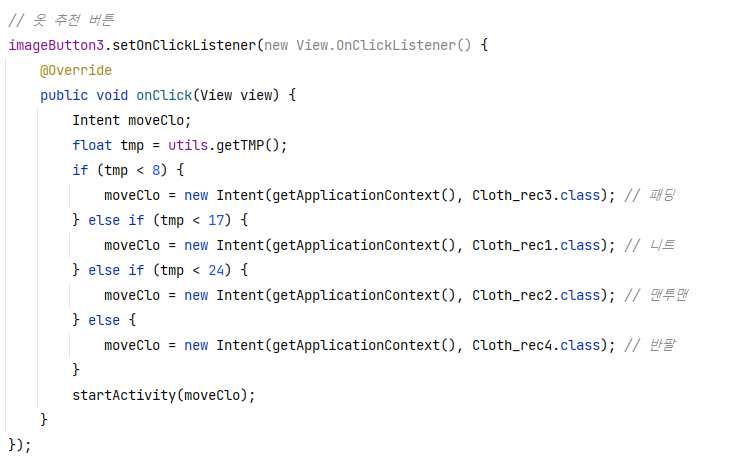 // 옷 추천 버튼
imageButton3.setOnClickListener(new View.OnClickListener() {
    @Override
    public void onClick(View view) {
        Intent moveClo;
        float tmp = utils.getTMP();
        if (tmp < 8) {
            moveClo = new Intent(getApplicationContext(), Cloth_rec3.class); // 패딩
        } else if (tmp < 17) {
            moveClo = new Intent(getApplicationContext(), Cloth_rec1.class); // 니트
        } else if (tmp < 24) {
            moveClo = new Intent(getApplicationContext(), Cloth_rec2.class); // 맨투맨
        } else {
            moveClo = new Intent(getApplicationContext(), Cloth_rec4.class); // 반팔
        }
        startActivity(moveClo);
    }
});